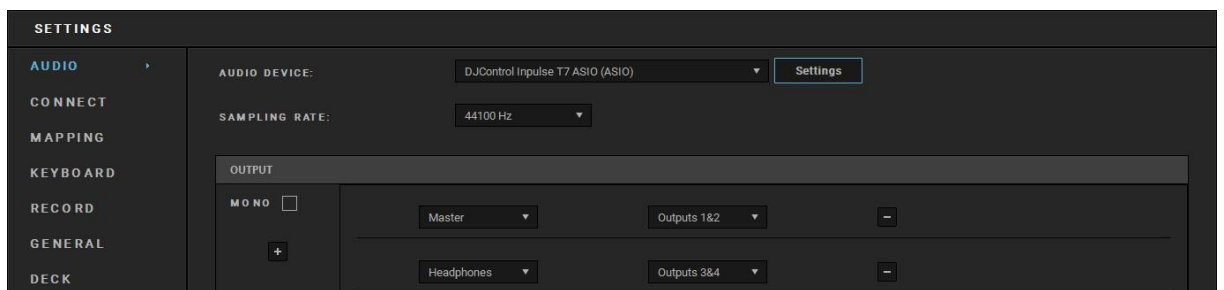 SETTINGS
AUDIO
CONNECT
MAPPING
KEYBOARD
RECORD
GENERAL
DECK
AUDIO DEVICE: DJControl Inpulse T7 ASIO (ASIO) Settings
SAMPLING RATE: 44100 Hz
OUTPUT
MONO
+
Master Outputs 1&2 −
Headphones Outputs 3&4 −